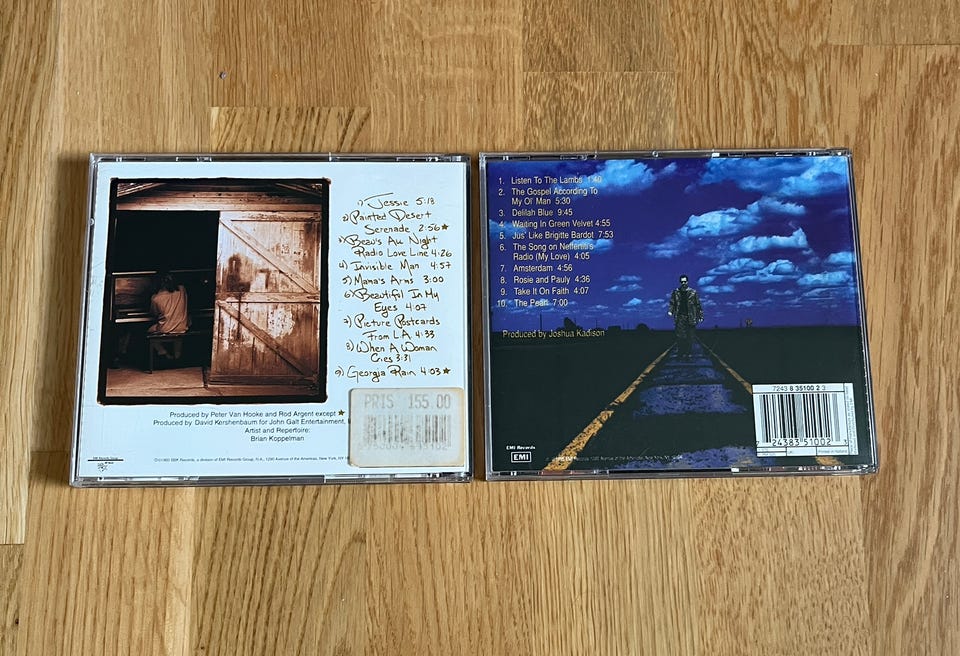 1) Jessie 5:13
2) Painted Desert
Serenade 2:56★
3) Beau's All Night
Radio Love Line 4:26
4) Invisible Man 4:57
5) Mama's Arms 3:00
6) Beautiful In My
Eyes 4:07
7) Picture Postcards
From L.A. 4:33
8) When A Woman
Cries 3:31
9) Georgia Rain 4:03★
Produced by Peter Van Hooke and Rod Argent except ★
Produced by David Kershenbaum for John Galt Entertainment,
Artist and Repertoire:
Brian Koppelman
PRIS 155.00
1. Listen To The Lambs 1:40
2. The Gospel According To
My Ol' Man 5:30
3. Delilah Blue 9:45
4. Waiting In Green Velvet 4:55
5. Jus' Like Brigitte Bardot 7:53
6. The Song on Neffertiti's
Radio (My Love) 4:05
7. Amsterdam 4:56
8. Rosie and Pauly 4:36
9. Take It On Faith 4:07
10. The Pearl 7:00
Produced by Joshua Kadison
7243 8 35100 2 3
7 24383 51002 3
EMI Records
EMI